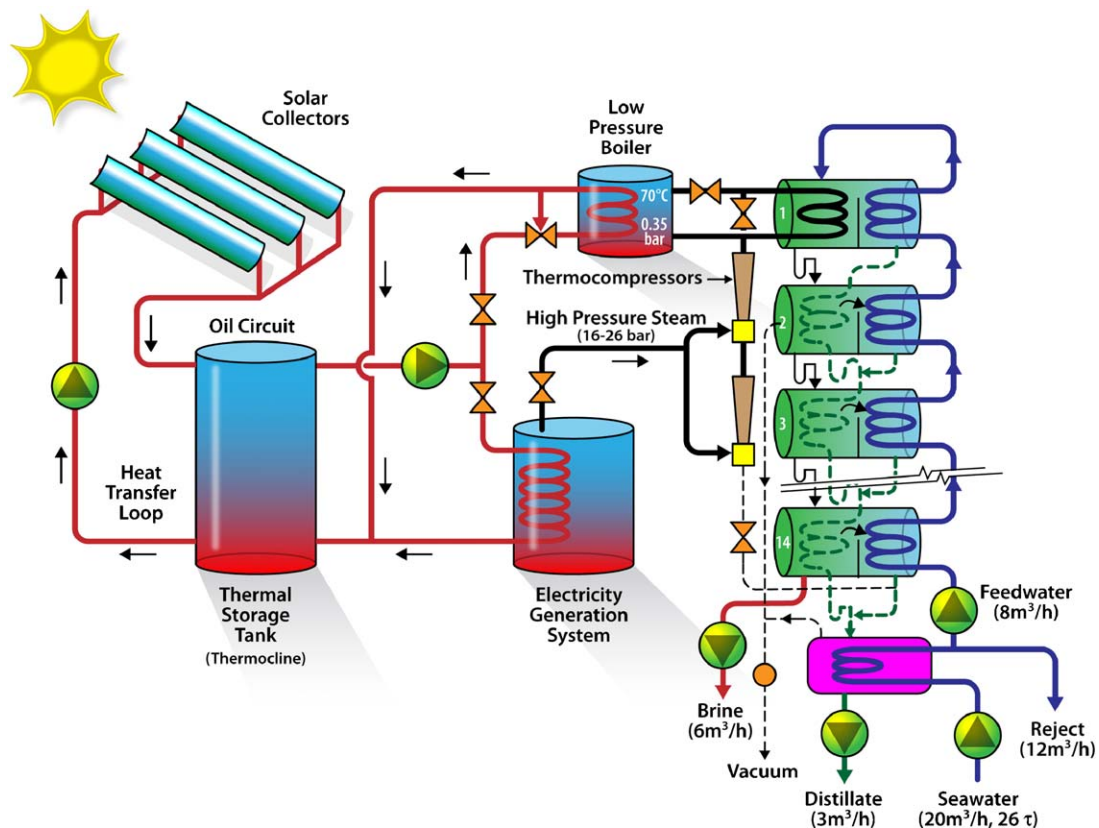 Solar
Collectors
Low
Pressure
Boiler
70°C
0.35
bar
1
Thermocompressors
Oil Circuit
High Pressure Steam
(16-26 bar)
2
3
Heat
Transfer
Loop
14
Thermal
Storage
Tank
(Thermocline)
Electricity
Generation
System
Feedwater
(8m³/h)
Brine
(6m³/h)
Reject
(12m³/h)
Vacuum
Distillate
(3m³/h)
Seawater
(20m³/h, 26 τ)